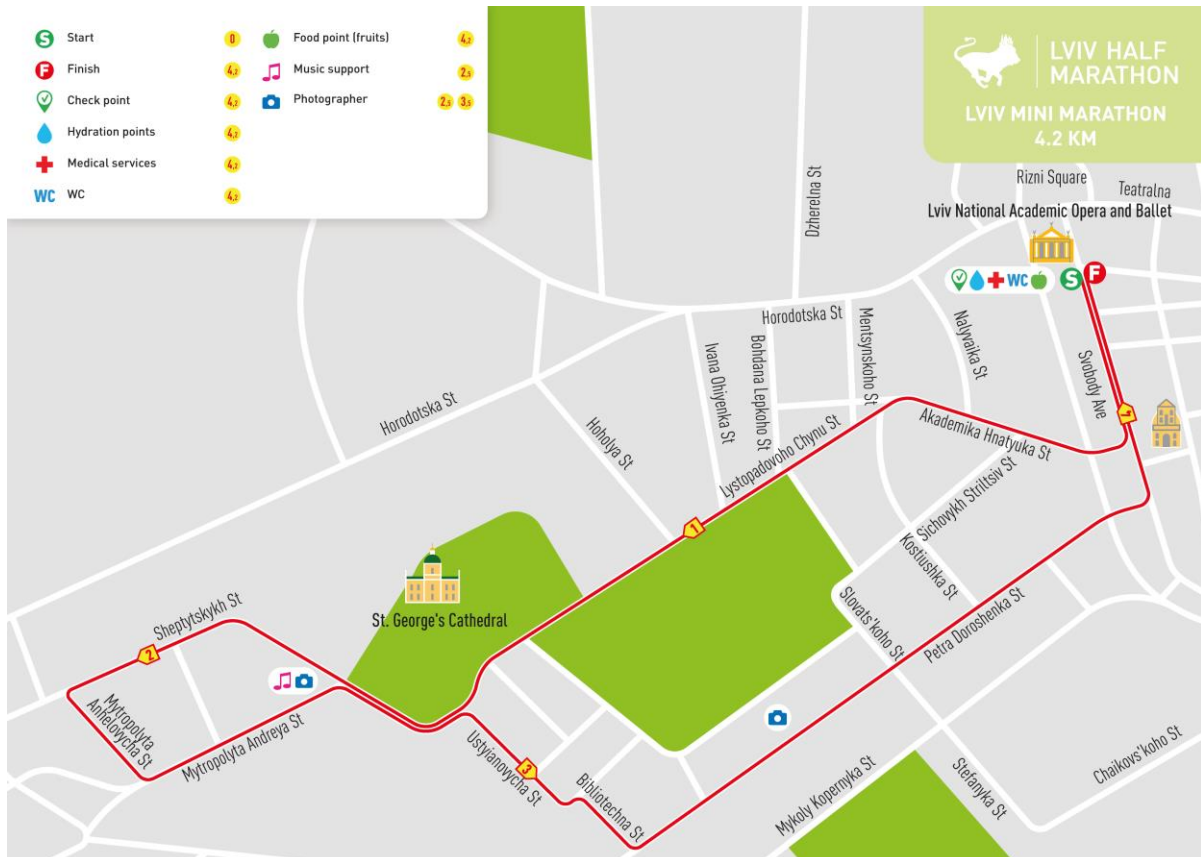 S Start 0
F Finish 4,2
Check point 4,2
Hydration points 4,2
Medical services 4,2
WC WC 4,2
Food point (fruits) 4,2
Music support 2,5
Photographer 2,5 3,5
LVIV HALF
MARATHON
LVIV MINI MARATHON
4.2 KM
Rizni Square
Teatralna
Lviv National Academic Opera and Ballet
WC
S
F
Dzherelna St
Horodotska St
Mentsynskoho St
Nalyvaika St
Svobody Ave
Ivana Ohiyenka St
Bohdana Lepkoho St
Horodotska St
Hoholya St
Lystopadovoho Chynu St
Akademika Hnatyuka St
4
1
Sichovykh Striltsiv St
Kostiushka St
Slovats'koho St
Petra Doroshenka St
St. George's Cathedral
Sheptytskykh St
2
Mytropolyta
Anhelovycha St
Mytropolyta Andreya St
Ustyianovycha St
3
Bibliotechna St
Mykoly Kopernyka St
Stefanyka St
Chaikovs'koho St